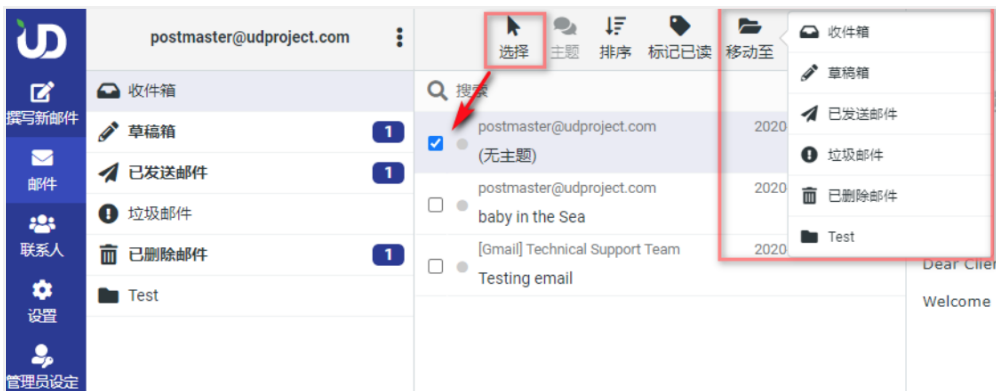 UD
撰写新邮件
邮件
联系人
设置
管理员设定
postmaster@udproject.com
收件箱
草稿箱 1
已发送邮件 1
垃圾邮件
已删除邮件 1
Test
选择 主题 排序 标记已读 移动至
搜索
postmaster@udproject.com 2020
(无主题)
postmaster@udproject.com 2020
baby in the Sea
[Gmail] Technical Support Team 2020
Testing email
收件箱
草稿箱
已发送邮件
垃圾邮件
已删除邮件
Test
Dear Clien
Welcome